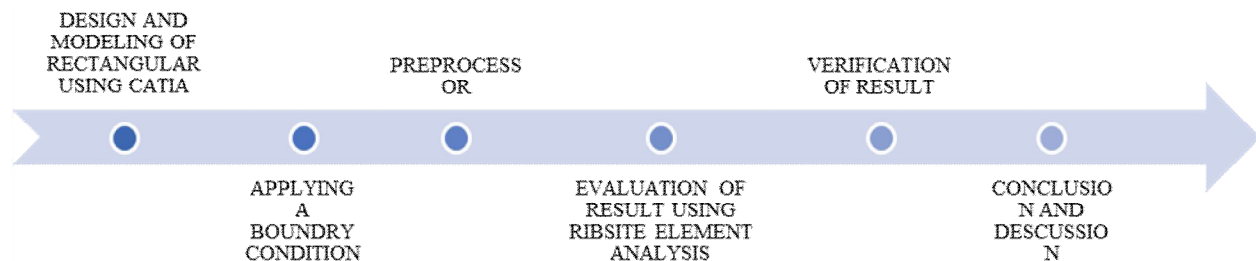 DESIGN AND
MODELING OF
RECTANGULAR
USING CATIA
APPLYING
A
BOUNDRY
CONDITION
PREPROCESS
OR
EVALUATION OF
RESULT USING
RIBSITE ELEMENT
ANALYSIS
VERIFICATION
OF RESULT
CONCLUSIO
N AND
DESCUSSIO
N